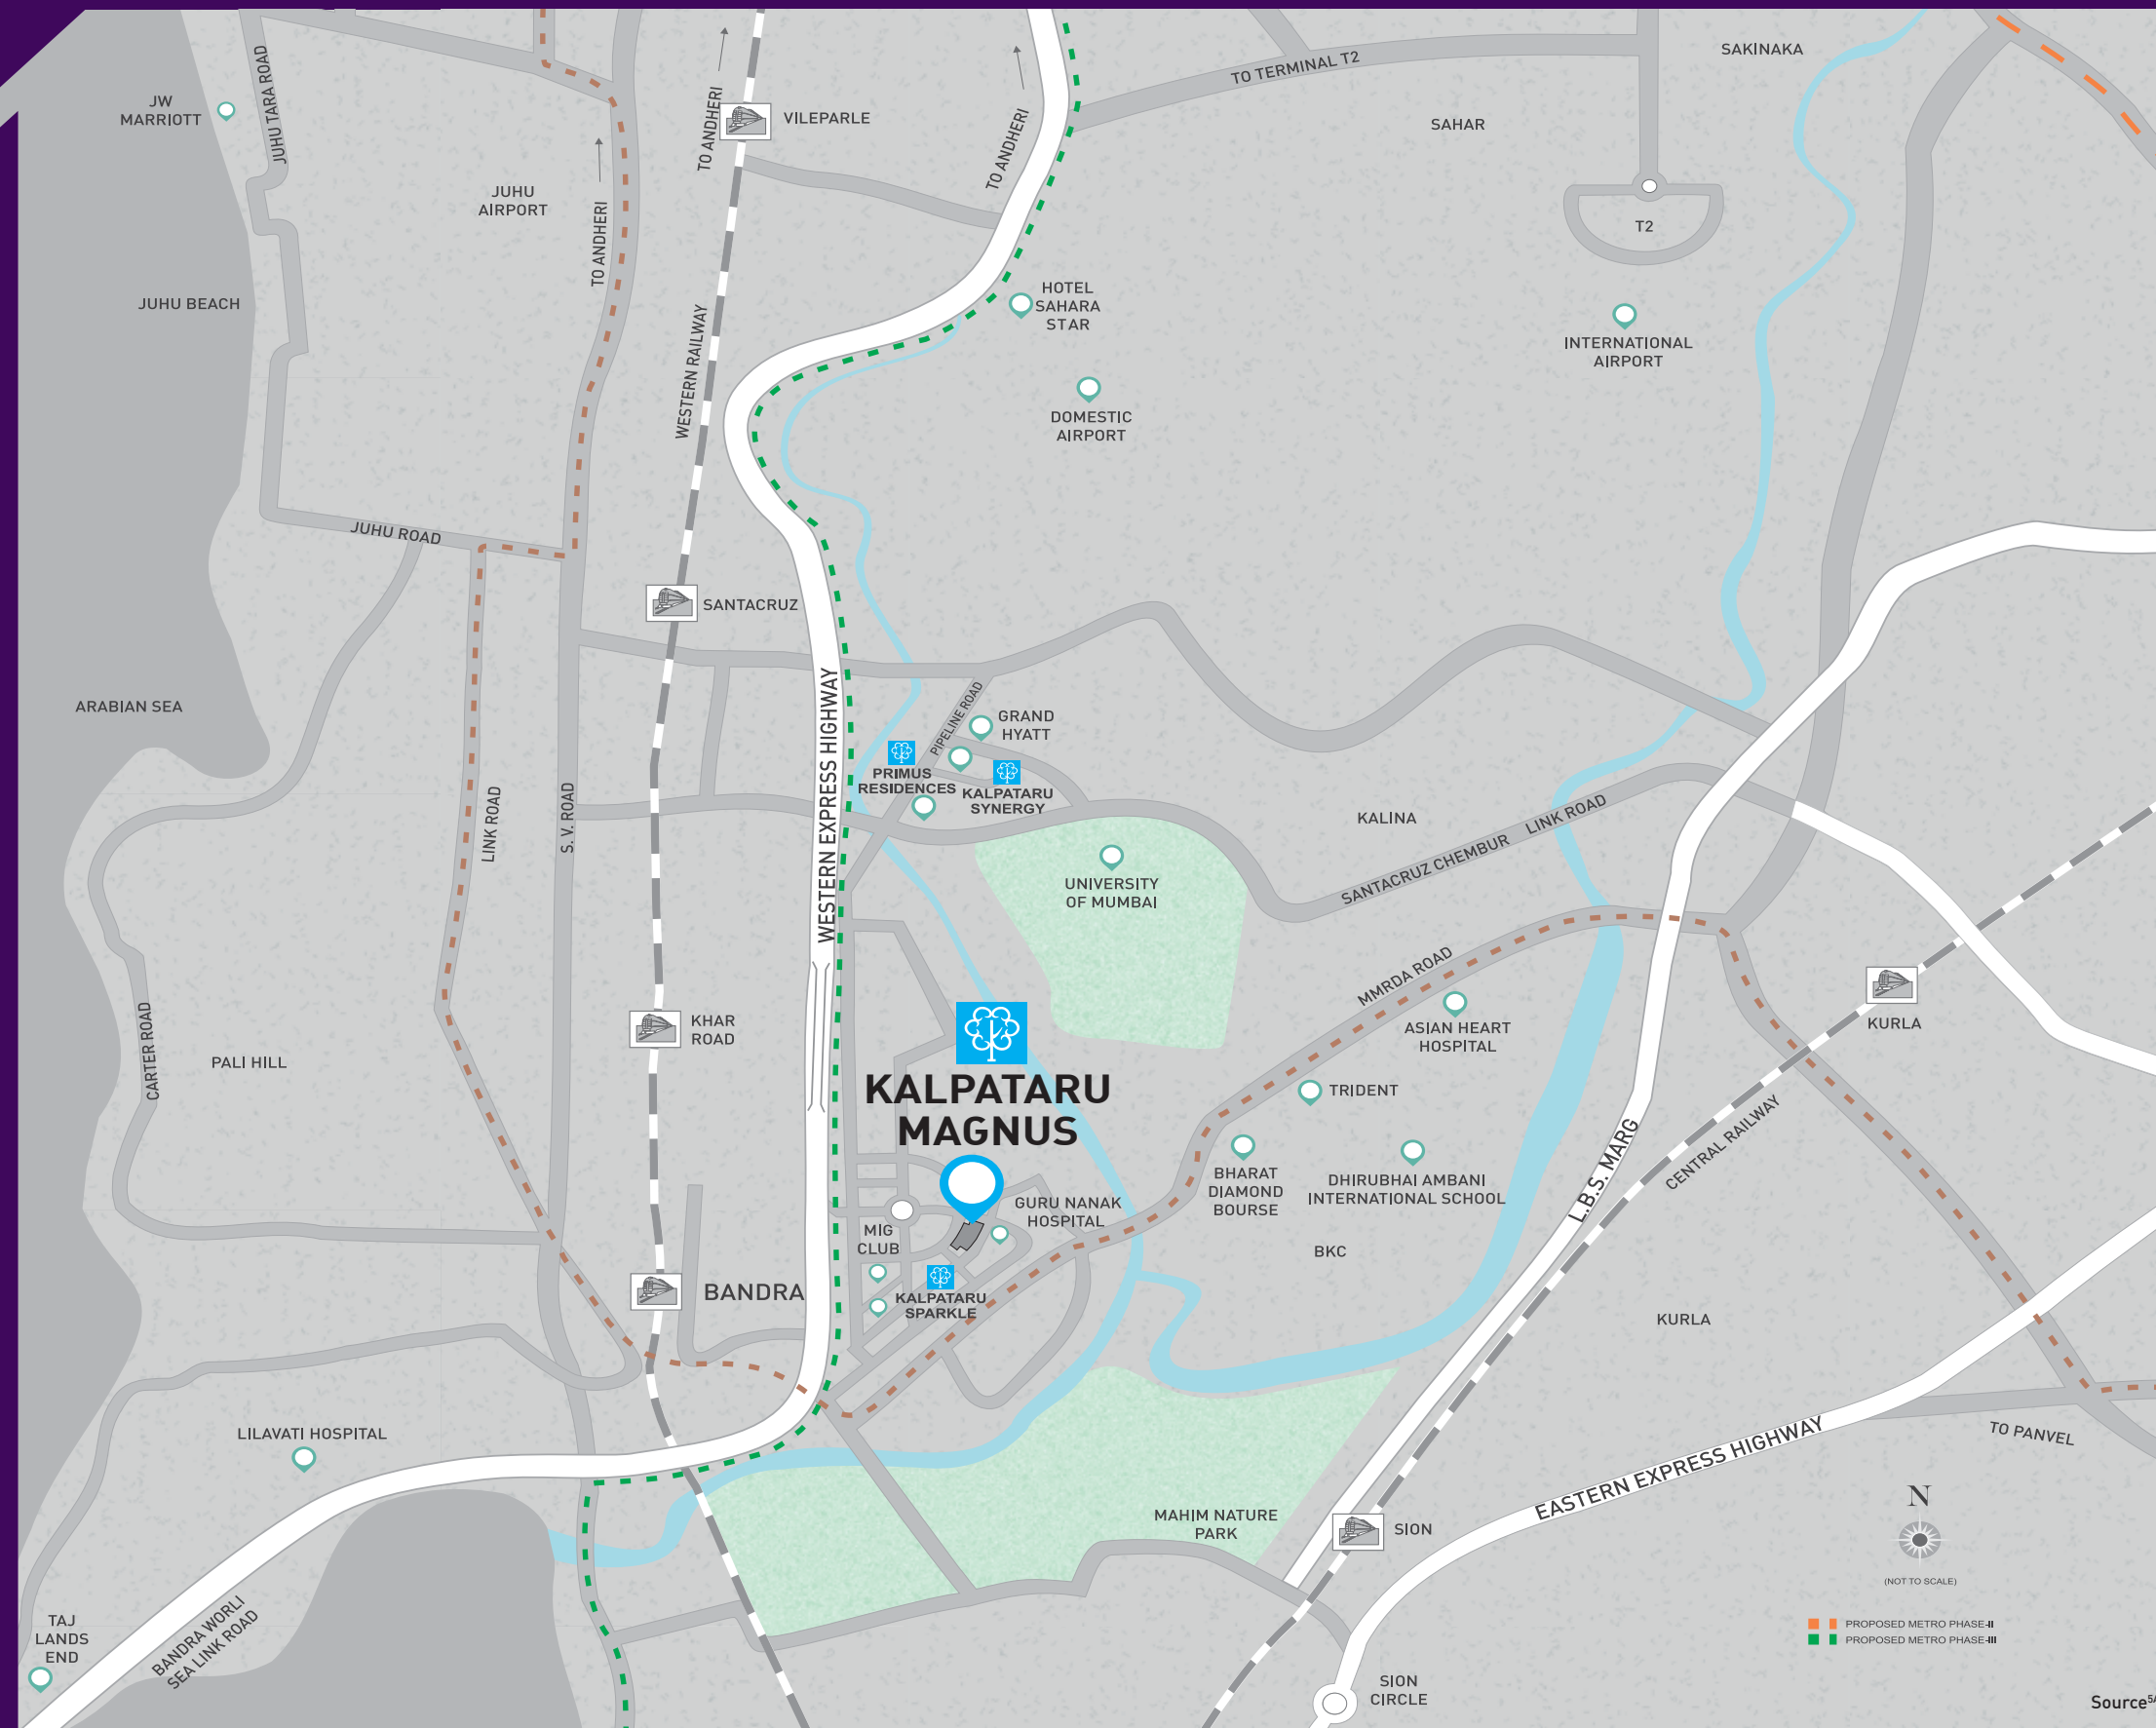 SAKINAKA
TO TERMINAL T2
JW
MARRIOTT
JUHU TARA ROAD
TO ANDHERI
VILEPARLE
TO ANDHERI
SAHAR
JUHU
AIRPORT
TO ANDHERI
T2
JUHU BEACH
HOTEL
SAHARA
STAR
WESTERN RAILWAY
INTERNATIONAL
AIRPORT
DOMESTIC
AIRPORT
JUHU ROAD
SANTACRUZ
ARABIAN SEA
WESTERN EXPRESS HIGHWAY
PIPELINE ROAD
GRAND
HYATT
PRIMUS
RESIDENCES
KALPATARU
SYNERGY
LINK ROAD
S. V. ROAD
KALINA
SANTACRUZ CHEMBUR LINK ROAD
UNIVERSITY
OF MUMBAI
MMRDA ROAD
ASIAN HEART
HOSPITAL
KURLA
KHAR
ROAD
CARTER ROAD
PALI HILL
KALPATARU
MAGNUS
TRIDENT
BHARAT
DIAMOND
BOURSE
DHIRUBHAI AMBANI
INTERNATIONAL SCHOOL
L.B.S. MARG
CENTRAL RAILWAY
GURU NANAK
HOSPITAL
MIG
CLUB
BKC
BANDRA
KALPATARU
SPARKLE
KURLA
LILAVATI HOSPITAL
EASTERN EXPRESS HIGHWAY
TO PANVEL
MAHIM NATURE
PARK
SION
N
(NOT TO SCALE)
TAJ
LANDS
END
BANDRA WORLI
SEA LINK ROAD
PROPOSED METRO PHASE-II
PROPOSED METRO PHASE-III
SION
CIRCLE
Source